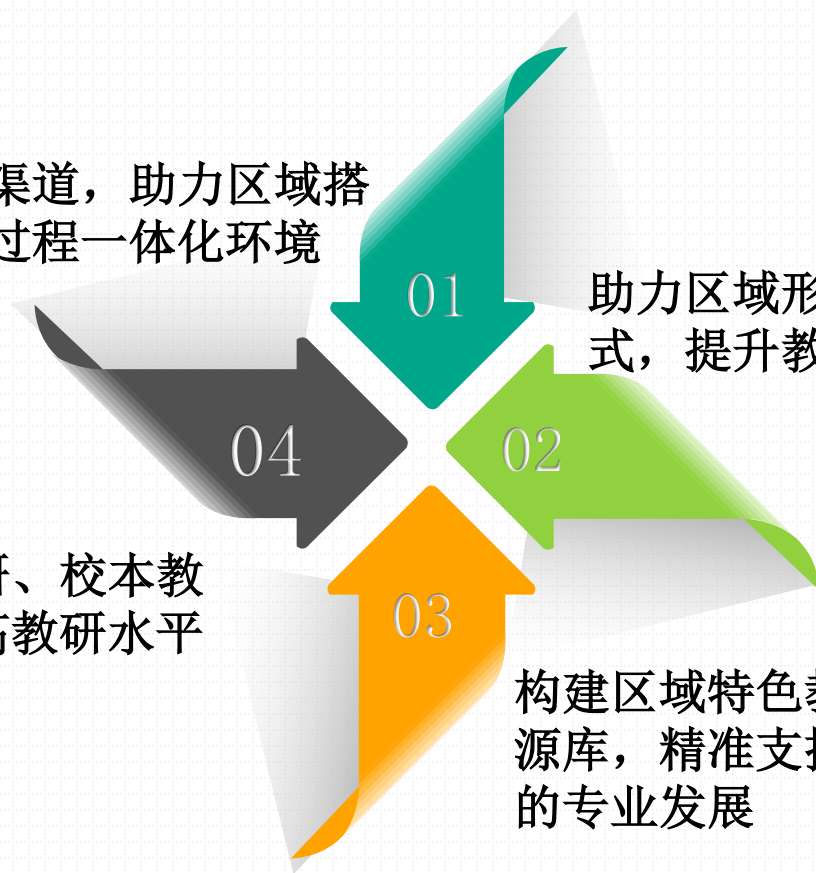 渠道，助力区域搭
过程一体化环境
01
助力区域形
式，提升教
04
02
、校本教
教研水平
03
构建区域特色教
源库，精准支持
的专业发展